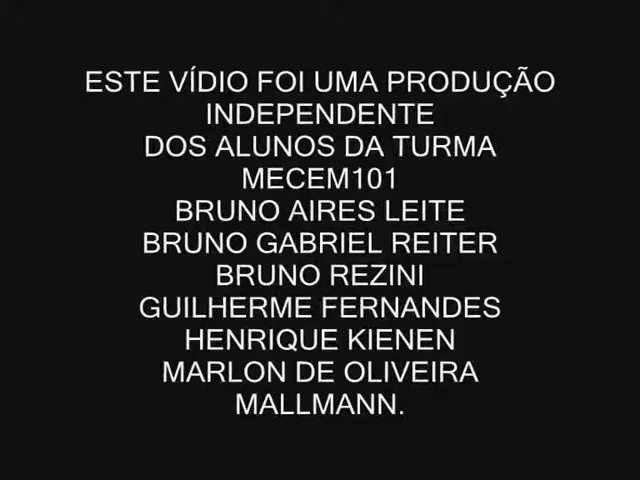 ESTE VÍDIO FOI UMA PRODUÇÃO
INDEPENDENTE
DOS ALUNOS DA TURMA
MECEM101
BRUNO AIRES LEITE
BRUNO GABRIEL REITER
BRUNO REZINI
GUILHERME FERNANDES
HENRIQUE KIENEN
MARLON DE OLIVEIRA
MALLMANN.